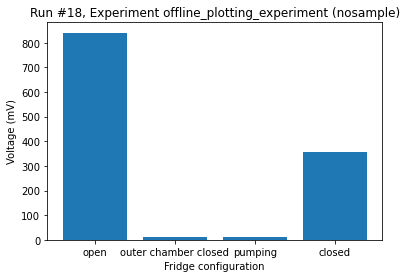 Run #18, Experiment offline_plotting_experiment (nosample)
800
700
600
500
400
300
200
100
0
Voltage (mV)
open outer chamber closed pumping closed
Fridge configuration